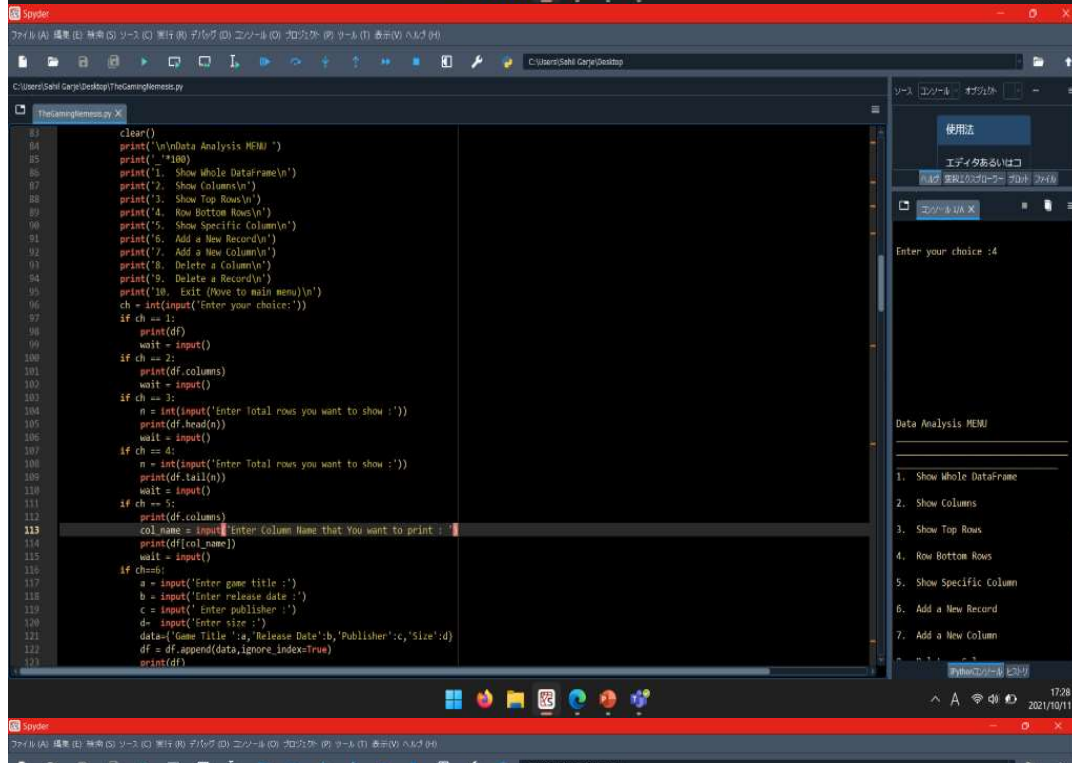 Spyder
ファイル (A) 編集 (E) 検索 (S) ソース (C) 実行 (R) デバッグ (D) コンソール (O) プロジェクト (P) ツール (T) 表示(V) ヘルプ (H)
C:\Users\Sahil Garje\Desktop
C:\Users\Sahil Garje\Desktop\TheGamingNemesis.py
TheGamingNemesis.py X
83 clear()
84 print('\n\nData Analysis MENU ')
85 print('_'*100)
86 print('1.  Show Whole DataFrame\n')
87 print('2.  Show Columns\n')
88 print('3.  Show Top Rows\n')
89 print('4.  Row Bottom Rows\n')
90 print('5.  Show Specific Column\n')
91 print('6.  Add a New Record\n')
92 print('7.  Add a New Column\n')
93 print('8.  Delete a Column\n')
94 print('9.  Delete a Record\n')
95 print('10.  Exit (Move to main menu)\n')
96 ch = int(input('Enter your choice:'))
97 if ch == 1:
98 print(df)
99 wait = input()
100 if ch == 2:
101 print(df.columns)
102 wait = input()
103 if ch == 3:
104 n = int(input('Enter Total rows you want to show :'))
105 print(df.head(n))
106 wait = input()
107 if ch == 4:
108 n = int(input('Enter Total rows you want to show :'))
109 print(df.tail(n))
110 wait = input()
111 if ch == 5:
112 print(df.columns)
113 col_name = input('Enter Column Name that You want to print : ')
114 print(df[col_name])
115 wait = input()
116 if ch==6:
117 a = input('Enter game title :')
118 b = input('Enter release date :')
119 c = input(' Enter publisher :')
120 d=  input('Enter size :')
121 data={'Game Title ':a,'Release Date':b,'Publisher':c,'Size':d}
122 df = df.append(data,ignore_index=True)
123 print(df)
ソース コンソール オブジェクト
使用法
エディタあるいはコ
ヘルプ 変数エクスプローラー プロット ファイル
コンソール 1/A X
Enter your choice :4
Data Analysis MENU
1.  Show Whole DataFrame
2.  Show Columns
3.  Show Top Rows
4.  Row Bottom Rows
5.  Show Specific Column
6.  Add a New Record
7.  Add a New Column
IPythonコンソール ヒストリ
A 17:28
2021/10/11
Spyder
ファイル (A) 編集 (E) 検索 (S) ソース (C) 実行 (R) デバッグ (D) コンソール (O) プロジェクト (P) ツール (T) 表示(V) ヘルプ (H)